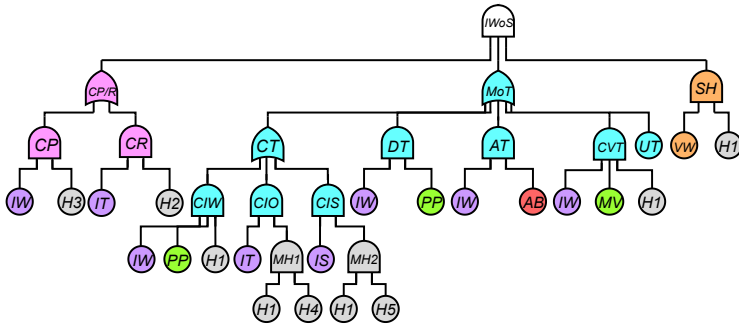 IWoS
CP/R MoT SH
CP CR CT DT AT CVT UT VW H1
IW H3 IT H2 CIW CIO CIS IW PP IW AB IW MV H1
IW PP H1 IT MH1 IS MH2
H1 H4 H1 H5